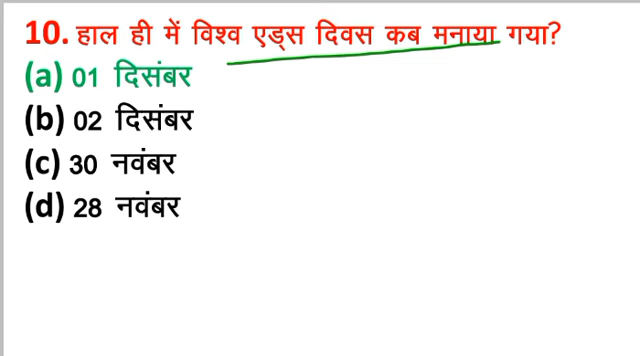 10. हाल ही में विश्व एड्स दिवस कब मनाया गया?
(a) 01 दिसंबर
(b) 02 दिसंबर
(c) 30 नवंबर
(d) 28 नवंबर